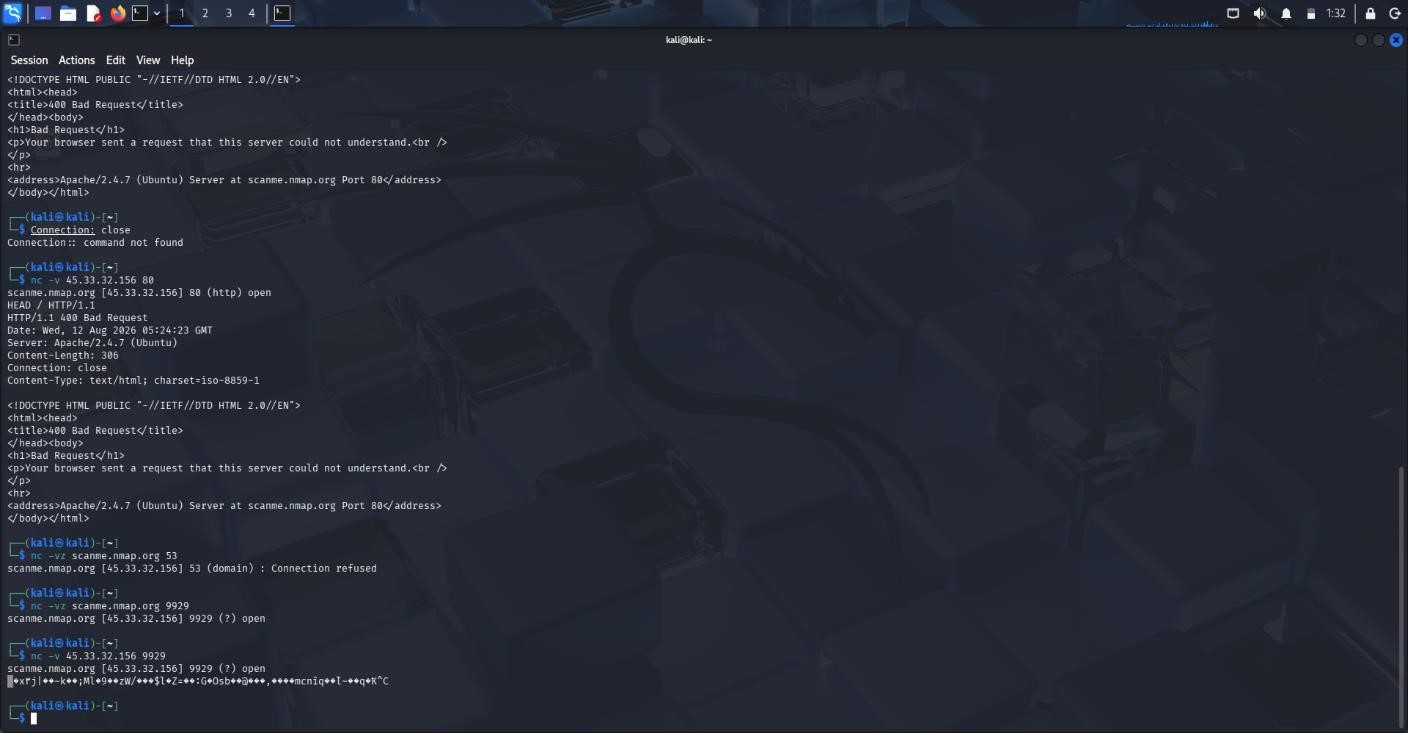 1 2 3 4
1:32
kali@kali: ~
Session Actions Edit View Help
<!DOCTYPE HTML PUBLIC "-//IETF//DTD HTML 2.0//EN">
<html><head>
<title>400 Bad Request</title>
</head><body>
<h1>Bad Request</h1>
<p>Your browser sent a request that this server could not understand.<br />
</p>
<hr>
<address>Apache/2.4.7 (Ubuntu) Server at scanme.nmap.org Port 80</address>
</body></html>
┌──(kali㉿kali)-[~]
└─$ Connection: close
Connection:: command not found
┌──(kali㉿kali)-[~]
└─$ nc -v 45.33.32.156 80
scanme.nmap.org [45.33.32.156] 80 (http) open
HEAD / HTTP/1.1
HTTP/1.1 400 Bad Request
Date: Wed, 12 Aug 2026 05:24:23 GMT
Server: Apache/2.4.7 (Ubuntu)
Content-Length: 306
Connection: close
Content-Type: text/html; charset=iso-8859-1
<!DOCTYPE HTML PUBLIC "-//IETF//DTD HTML 2.0//EN">
<html><head>
<title>400 Bad Request</title>
</head><body>
<h1>Bad Request</h1>
<p>Your browser sent a request that this server could not understand.<br />
</p>
<hr>
<address>Apache/2.4.7 (Ubuntu) Server at scanme.nmap.org Port 80</address>
</body></html>
┌──(kali㉿kali)-[~]
└─$ nc -vz scanme.nmap.org 53
scanme.nmap.org [45.33.32.156] 53 (domain) : Connection refused
┌──(kali㉿kali)-[~]
└─$ nc -vz scanme.nmap.org 9929
scanme.nmap.org [45.33.32.156] 9929 (?) open
┌──(kali㉿kali)-[~]
└─$ nc -v 45.33.32.156 9929
scanme.nmap.org [45.33.32.156] 9929 (?) open
^C
┌──(kali㉿kali)-[~]
└─$